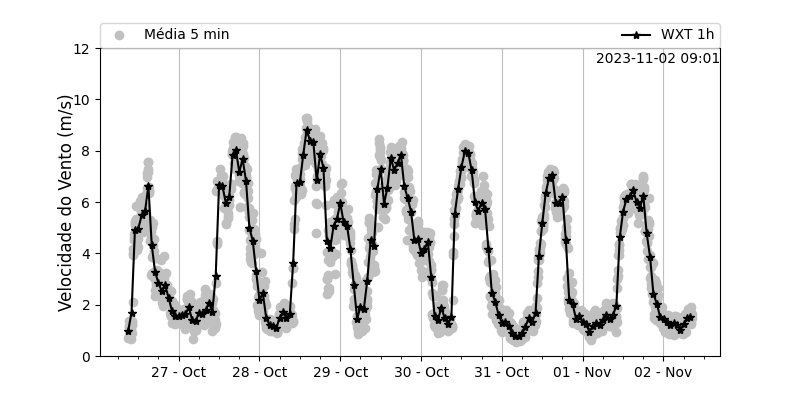 Média 5 min
WXT 1h
2023-11-02 09:01
Velocidade do Vento (m/s)
12
10
8
6
4
2
0
27 - Oct
28 - Oct
29 - Oct
30 - Oct
31 - Oct
01 - Nov
02 - Nov